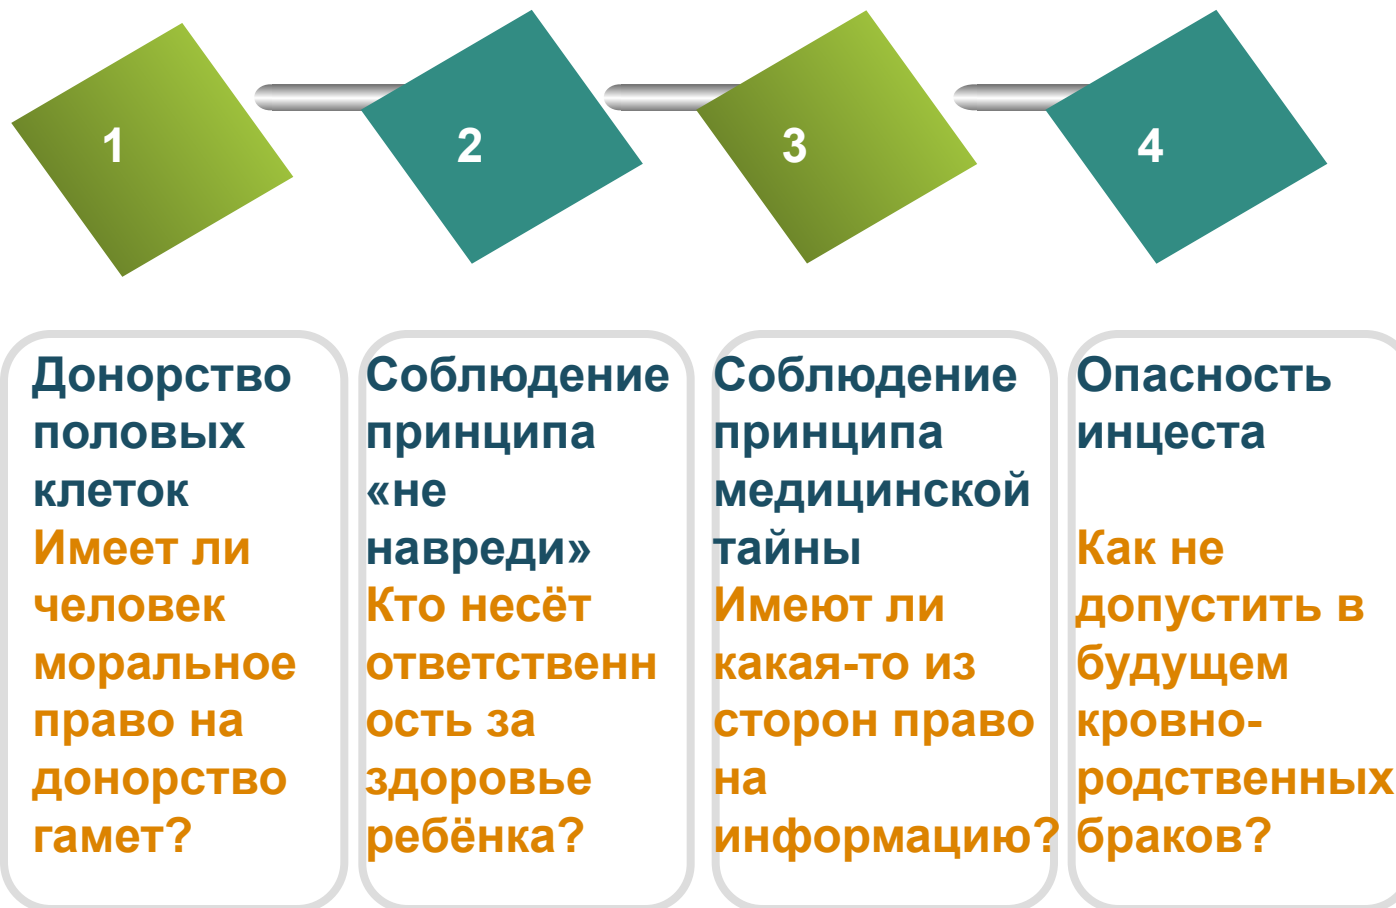 1
2
3
4
Донорство
половых
клеток
Имеет ли
человек
моральное
право на
донорство
гамет?
Соблюдение
принципа
«не
навреди»
Кто несёт
ответственн
ость за
здоровье
ребёнка?
Соблюдение
принципа
медицинской
тайны
Имеют ли
какая-то из
сторон право
на
информацию?
Опасность
инцеста
Как не
допустить в
будущем
кровно-
родственных
браков?